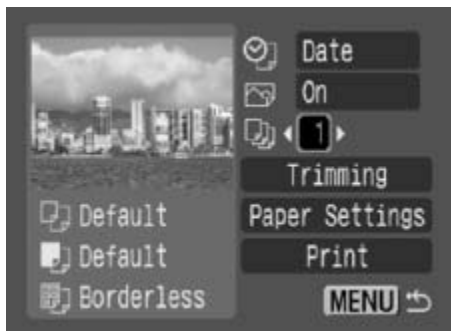 Date
On
1
Trimming
Default
Paper Settings
Default
Print
Borderless
MENU